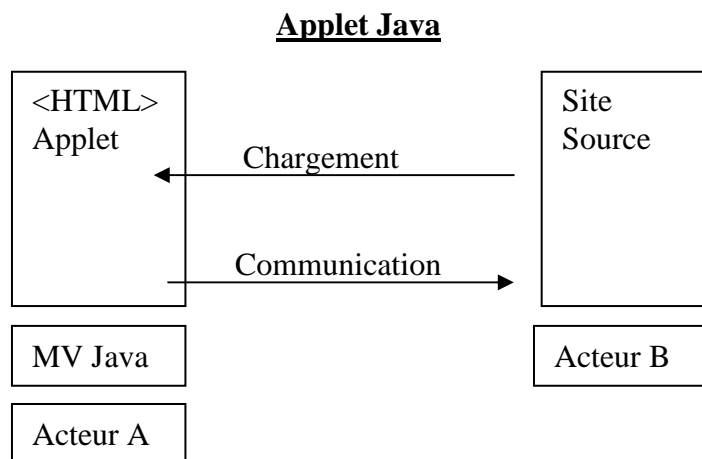 Applet Java
<HTML>
Applet
Site
Source
Chargement
Communication
MV Java
Acteur B
Acteur A